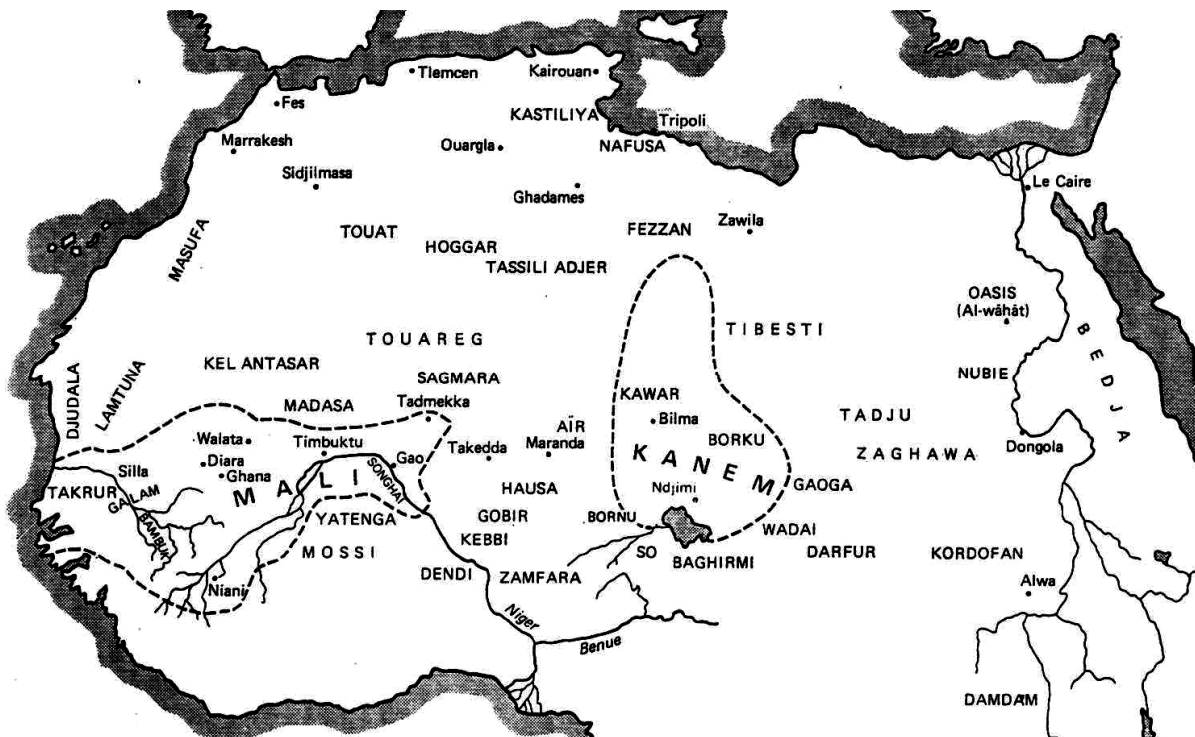 Tlemcen
Kairouan
Fes
KASTILIYA
Tripoli
Marrakesh
Ouargla
NAFUSA
Sidjilmasa
Ghadames
Le Caire
MASUFA
TOUAT
HOGGAR
FEZZAN
Zawila
TASSILI ADJER
OASIS
(Al-wâhât)
BEDJA
TOUAREG
TIBESTI
DJUDALA
LAMTUNA
KEL ANTASAR
SAGMARA
NUBIE
MADASA
Tadmekka
KAWAR
Bilma
TADJU
AÏR
Walata
Timbuktu
Takedda
Maranda
BORKU
ZAGHAWA
Dongola
Diara
Silla
Ghana
Gao
SONGHAI
KANEM
TAKRUR
GALAM
MALI
HAUSA
Ndjimi
GAOGA
BAMBUK
YATENGA
GOBIR
BORNU
WADAI
MOSSI
KEBBI
SO
BAGHIRMI
DARFUR
KORDOFAN
Niani
DENDI
ZAMFARA
Alwa
Niger
Benue
DAMDAM